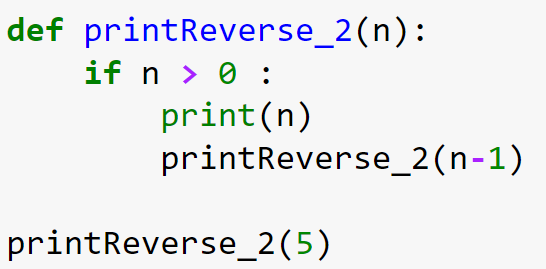 def printReverse_2(n):
    if n > 0 :
        print(n)
        printReverse_2(n-1)

printReverse_2(5)